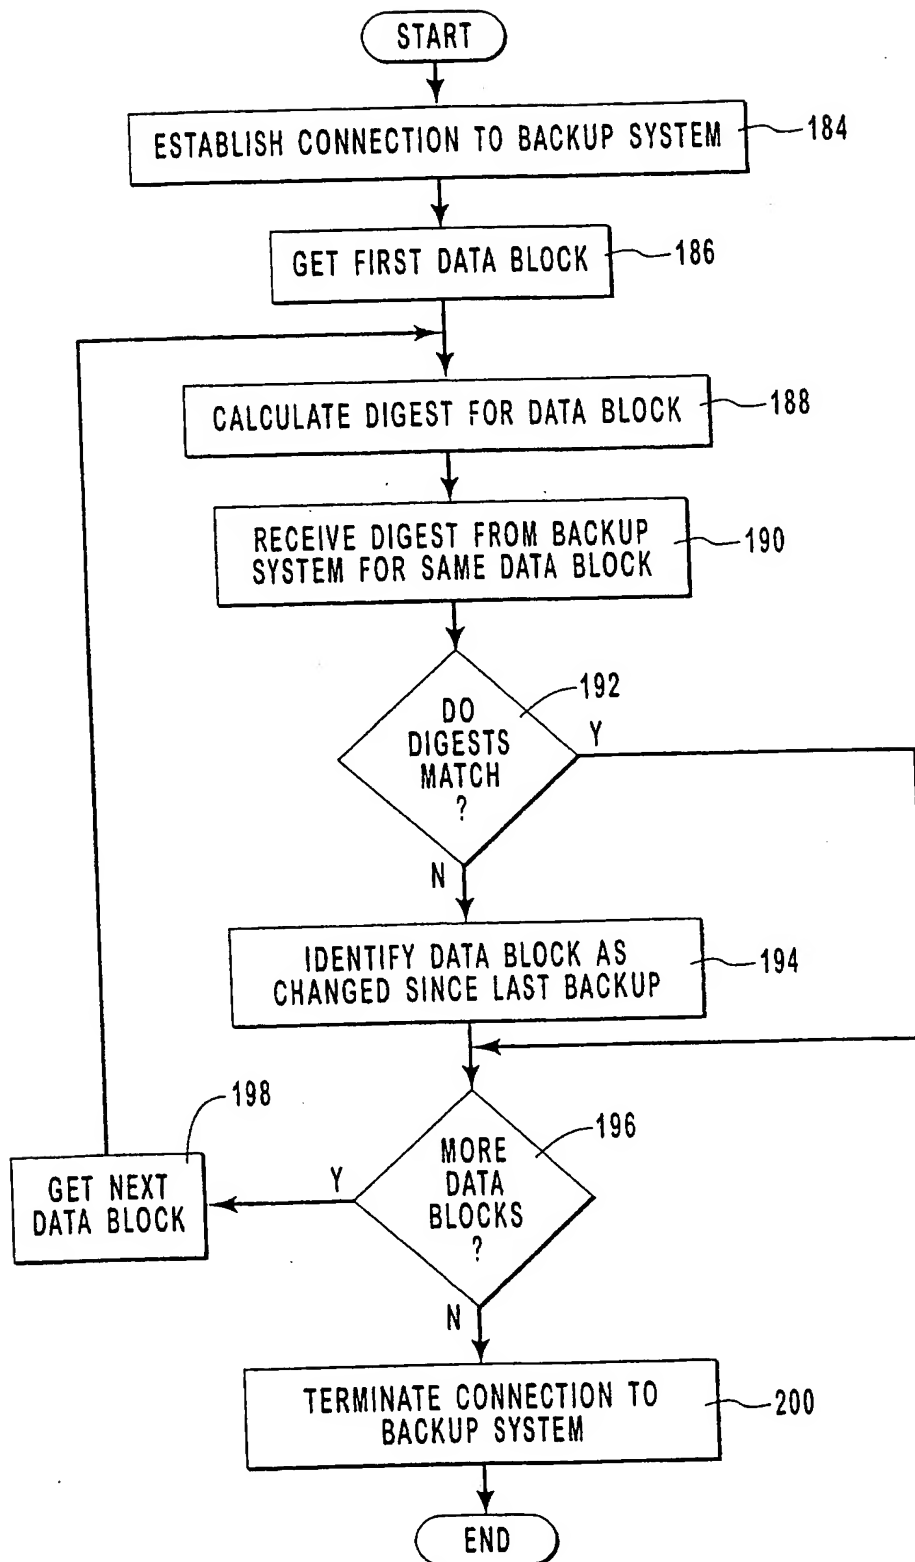 START
ESTABLISH CONNECTION TO BACKUP SYSTEM
184
GET FIRST DATA BLOCK
186
CALCULATE DIGEST FOR DATA BLOCK
188
RECEIVE DIGEST FROM BACKUP
SYSTEM FOR SAME DATA BLOCK
190
192
DO
DIGESTS
MATCH
?
Y
N
IDENTIFY DATA BLOCK AS
CHANGED SINCE LAST BACKUP
194
198
196
MORE
DATA
BLOCKS
?
Y
GET NEXT
DATA BLOCK
N
TERMINATE CONNECTION TO
BACKUP SYSTEM
200
END